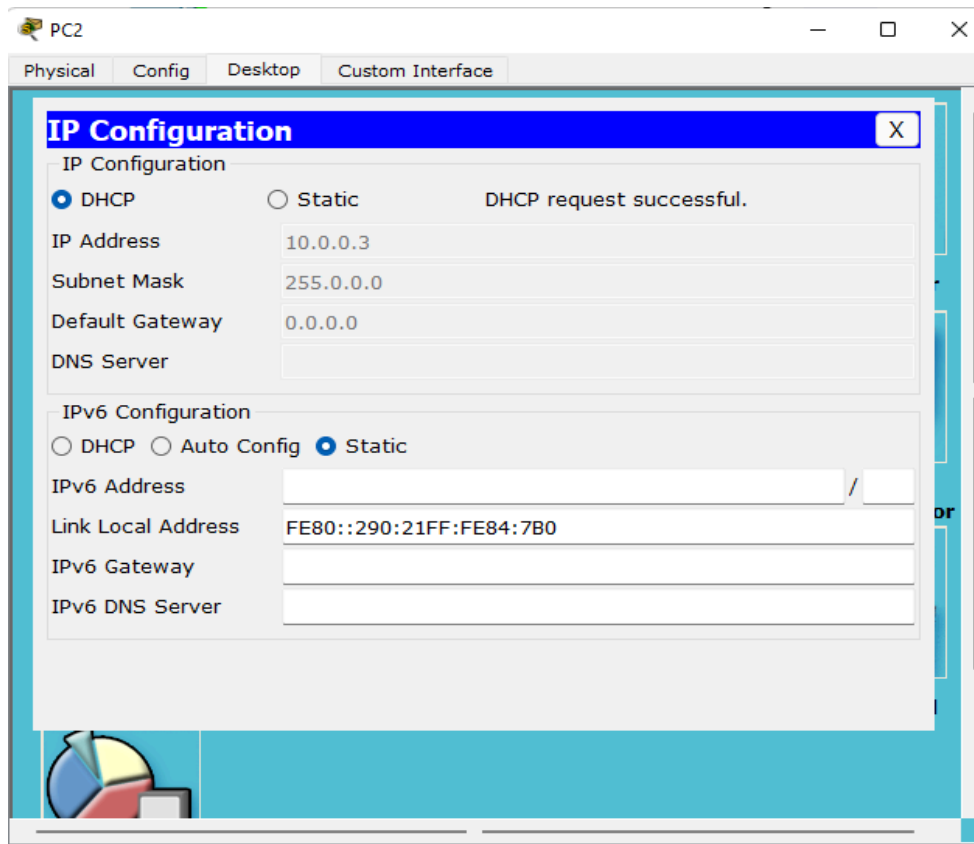 PC2
Physical Config Desktop Custom Interface
IP Configuration X
IP Configuration
DHCP Static DHCP request successful.
IP Address 10.0.0.3
Subnet Mask 255.0.0.0
Default Gateway 0.0.0.0
DNS Server
IPv6 Configuration
DHCP Auto Config Static
IPv6 Address /
Link Local Address FE80::290:21FF:FE84:7B0
or
IPv6 Gateway
IPv6 DNS Server